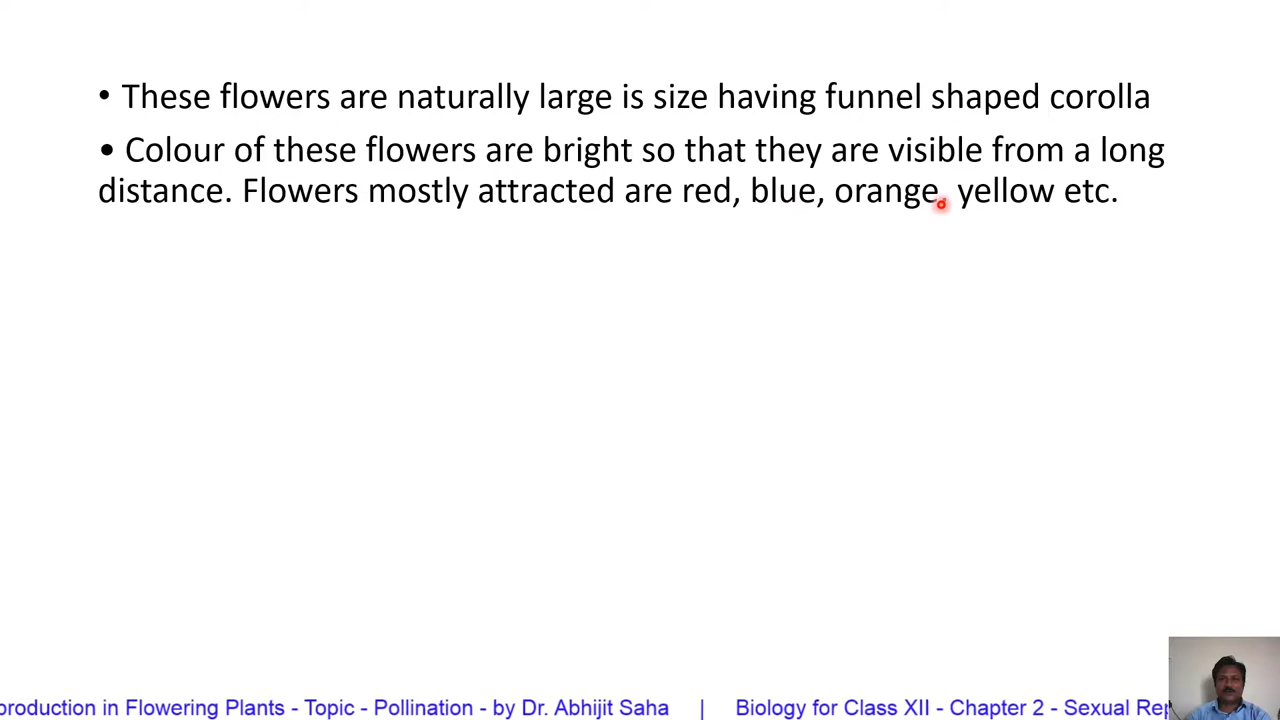 • These flowers are naturally large is size having funnel shaped corolla
• Colour of these flowers are bright so that they are visible from a long
distance. Flowers mostly attracted are red, blue, orange, yellow etc.
production in Flowering Plants - Topic - Pollination - by Dr. Abhijit Saha | Biology for Class XII - Chapter 2 - Sexual Rep